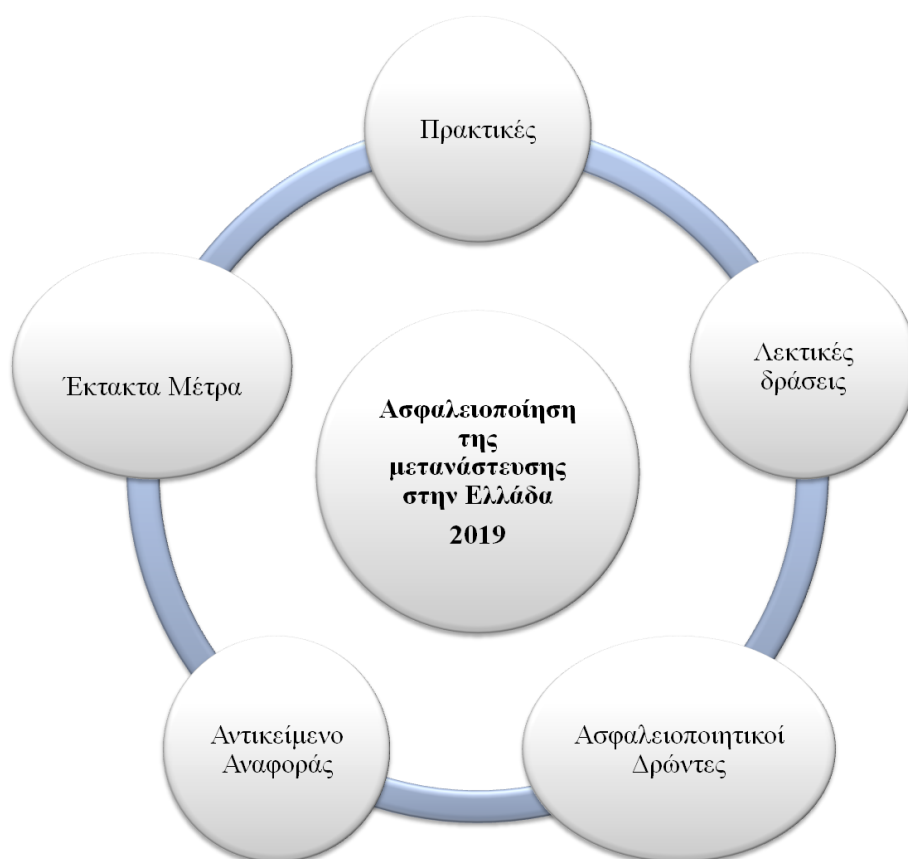 Πρακτικές
Λεκτικές
δράσεις
Έκτακτα Μέτρα
Ασφαλειοποίηση
της
μετανάστευσης
στην Ελλάδα
2019
Αντικείμενο
Αναφοράς
Ασφαλειοποιητικοί
Δρώντες